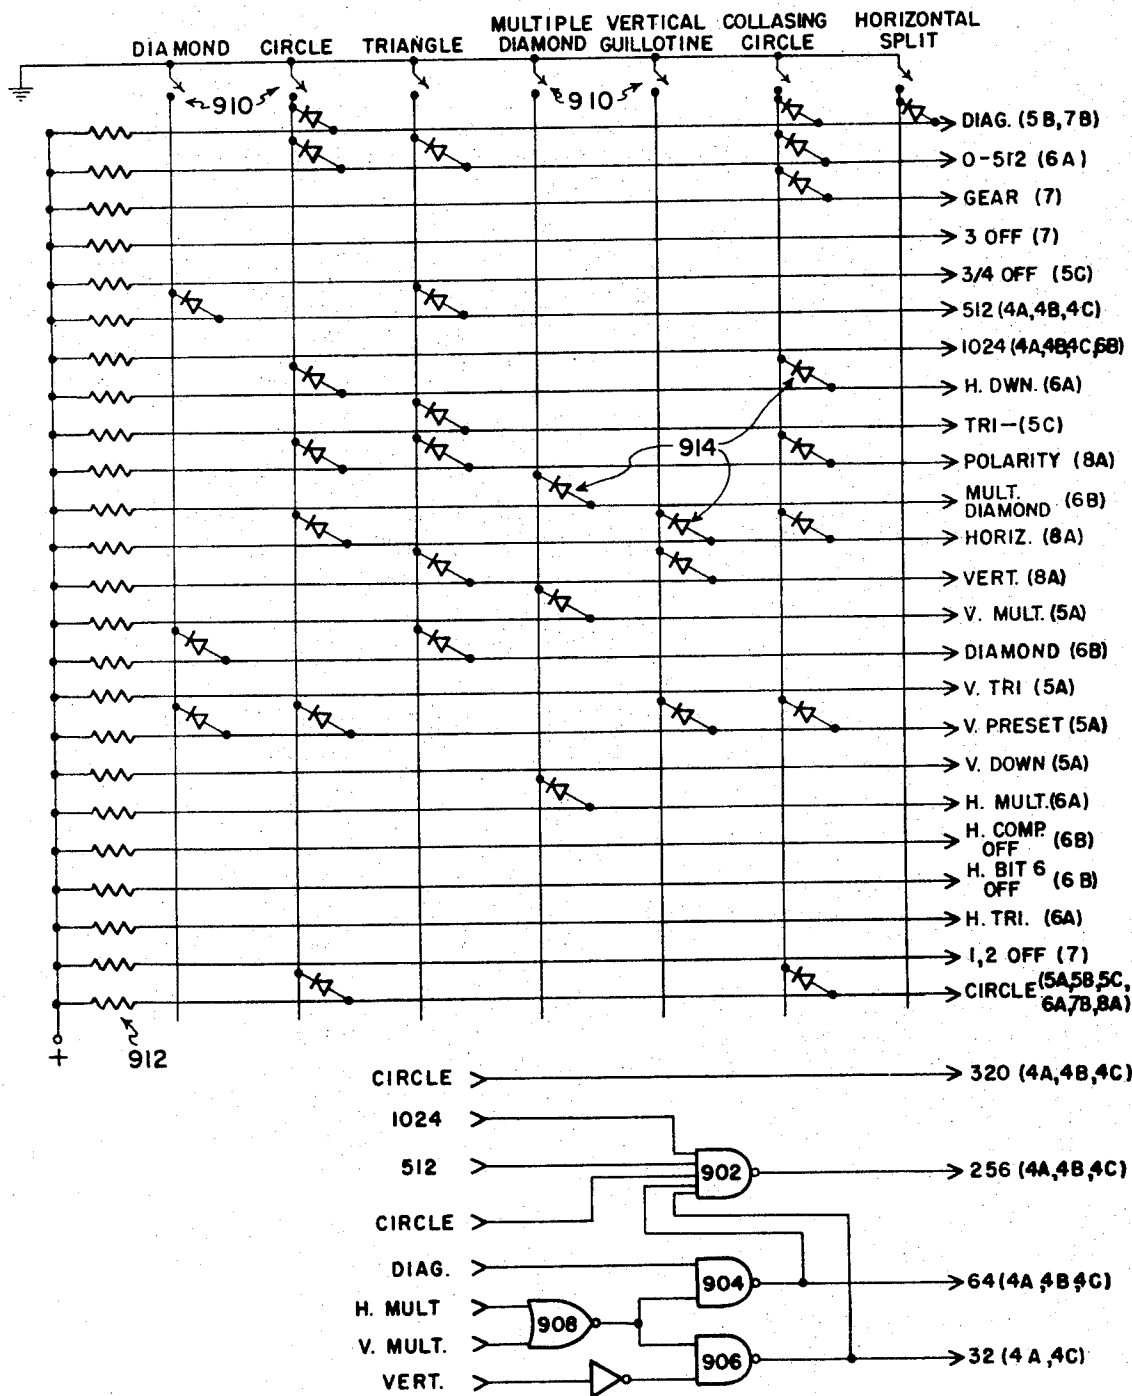 DIAMOND CIRCLE TRIANGLE MULTIPLE DIAMOND VERTICAL GUILLOTINE COLLASING CIRCLE HORIZONTAL SPLIT
910 910
DIAG. (5B,7B)
0-512 (6A)
GEAR (7)
3 OFF (7)
3/4 OFF (5C)
512 (4A,4B,4C)
1024 (4A,4B,4C,6B)
H. DWN. (6A)
TRI-(5C)
914
POLARITY (8A)
MULT. DIAMOND (6B)
HORIZ. (8A)
VERT. (8A)
V. MULT. (5A)
DIAMOND (6B)
V. TRI (5A)
V. PRESET (5A)
V. DOWN (5A)
H. MULT. (6A)
H. COMP. OFF (6B)
H. BIT 6 OFF (6B)
H. TRI. (6A)
1,2 OFF (7)
CIRCLE (5A,5B,5C, 6A,7B,8A)
+ 912
CIRCLE 320 (4A,4B,4C)
1024
512 902 256 (4A,4B,4C)
CIRCLE
DIAG. 904 64 (4A,4B,4C)
H. MULT 908
V. MULT. 906 32 (4A,4C)
VERT.